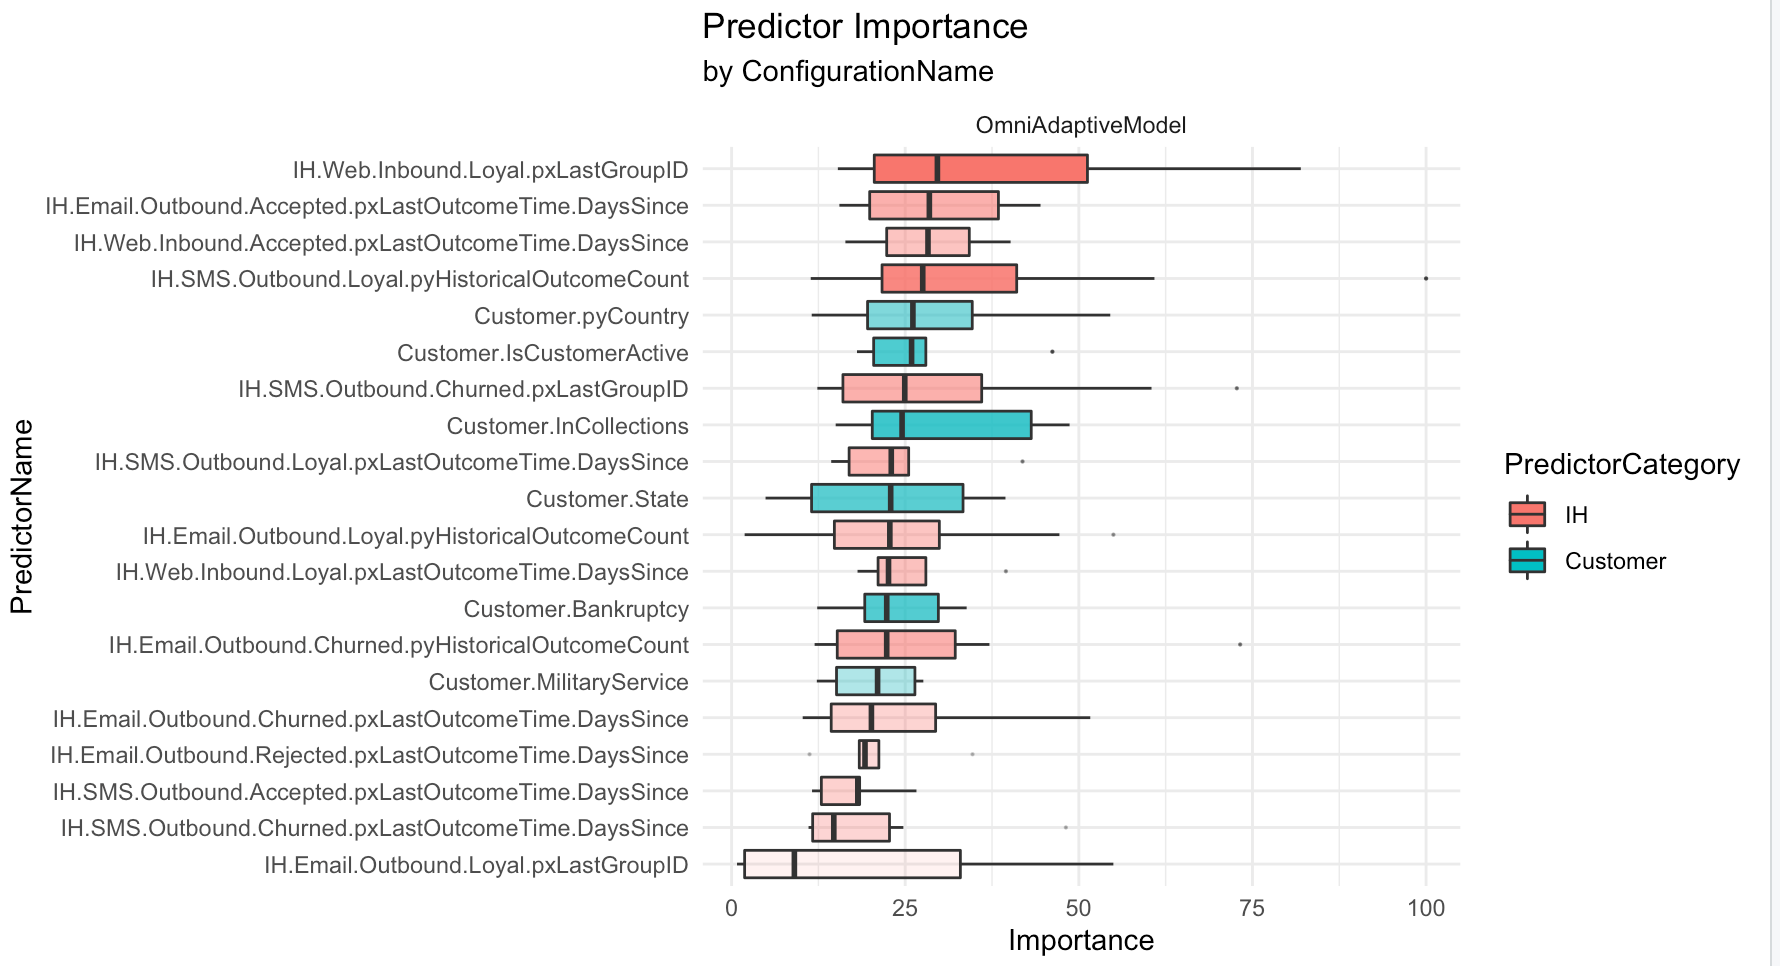 Predictor Importance
by ConfigurationName
OmniAdaptiveModel
IH.Web.Inbound.Loyal.pxLastGroupID
IH.Email.Outbound.Accepted.pxLastOutcomeTime.DaysSince
IH.Web.Inbound.Accepted.pxLastOutcomeTime.DaysSince
IH.SMS.Outbound.Loyal.pyHistoricalOutcomeCount
Customer.pyCountry
Customer.IsCustomerActive
IH.SMS.Outbound.Churned.pxLastGroupID
Customer.InCollections
IH.SMS.Outbound.Loyal.pxLastOutcomeTime.DaysSince
Customer.State
IH.Email.Outbound.Loyal.pyHistoricalOutcomeCount
IH.Web.Inbound.Loyal.pxLastOutcomeTime.DaysSince
Customer.Bankruptcy
IH.Email.Outbound.Churned.pyHistoricalOutcomeCount
Customer.MilitaryService
IH.Email.Outbound.Churned.pxLastOutcomeTime.DaysSince
IH.Email.Outbound.Rejected.pxLastOutcomeTime.DaysSince
IH.SMS.Outbound.Accepted.pxLastOutcomeTime.DaysSince
IH.SMS.Outbound.Churned.pxLastOutcomeTime.DaysSince
IH.Email.Outbound.Loyal.pxLastGroupID
PredictorName
0 25 50 75 100
Importance
PredictorCategory
IH
Customer